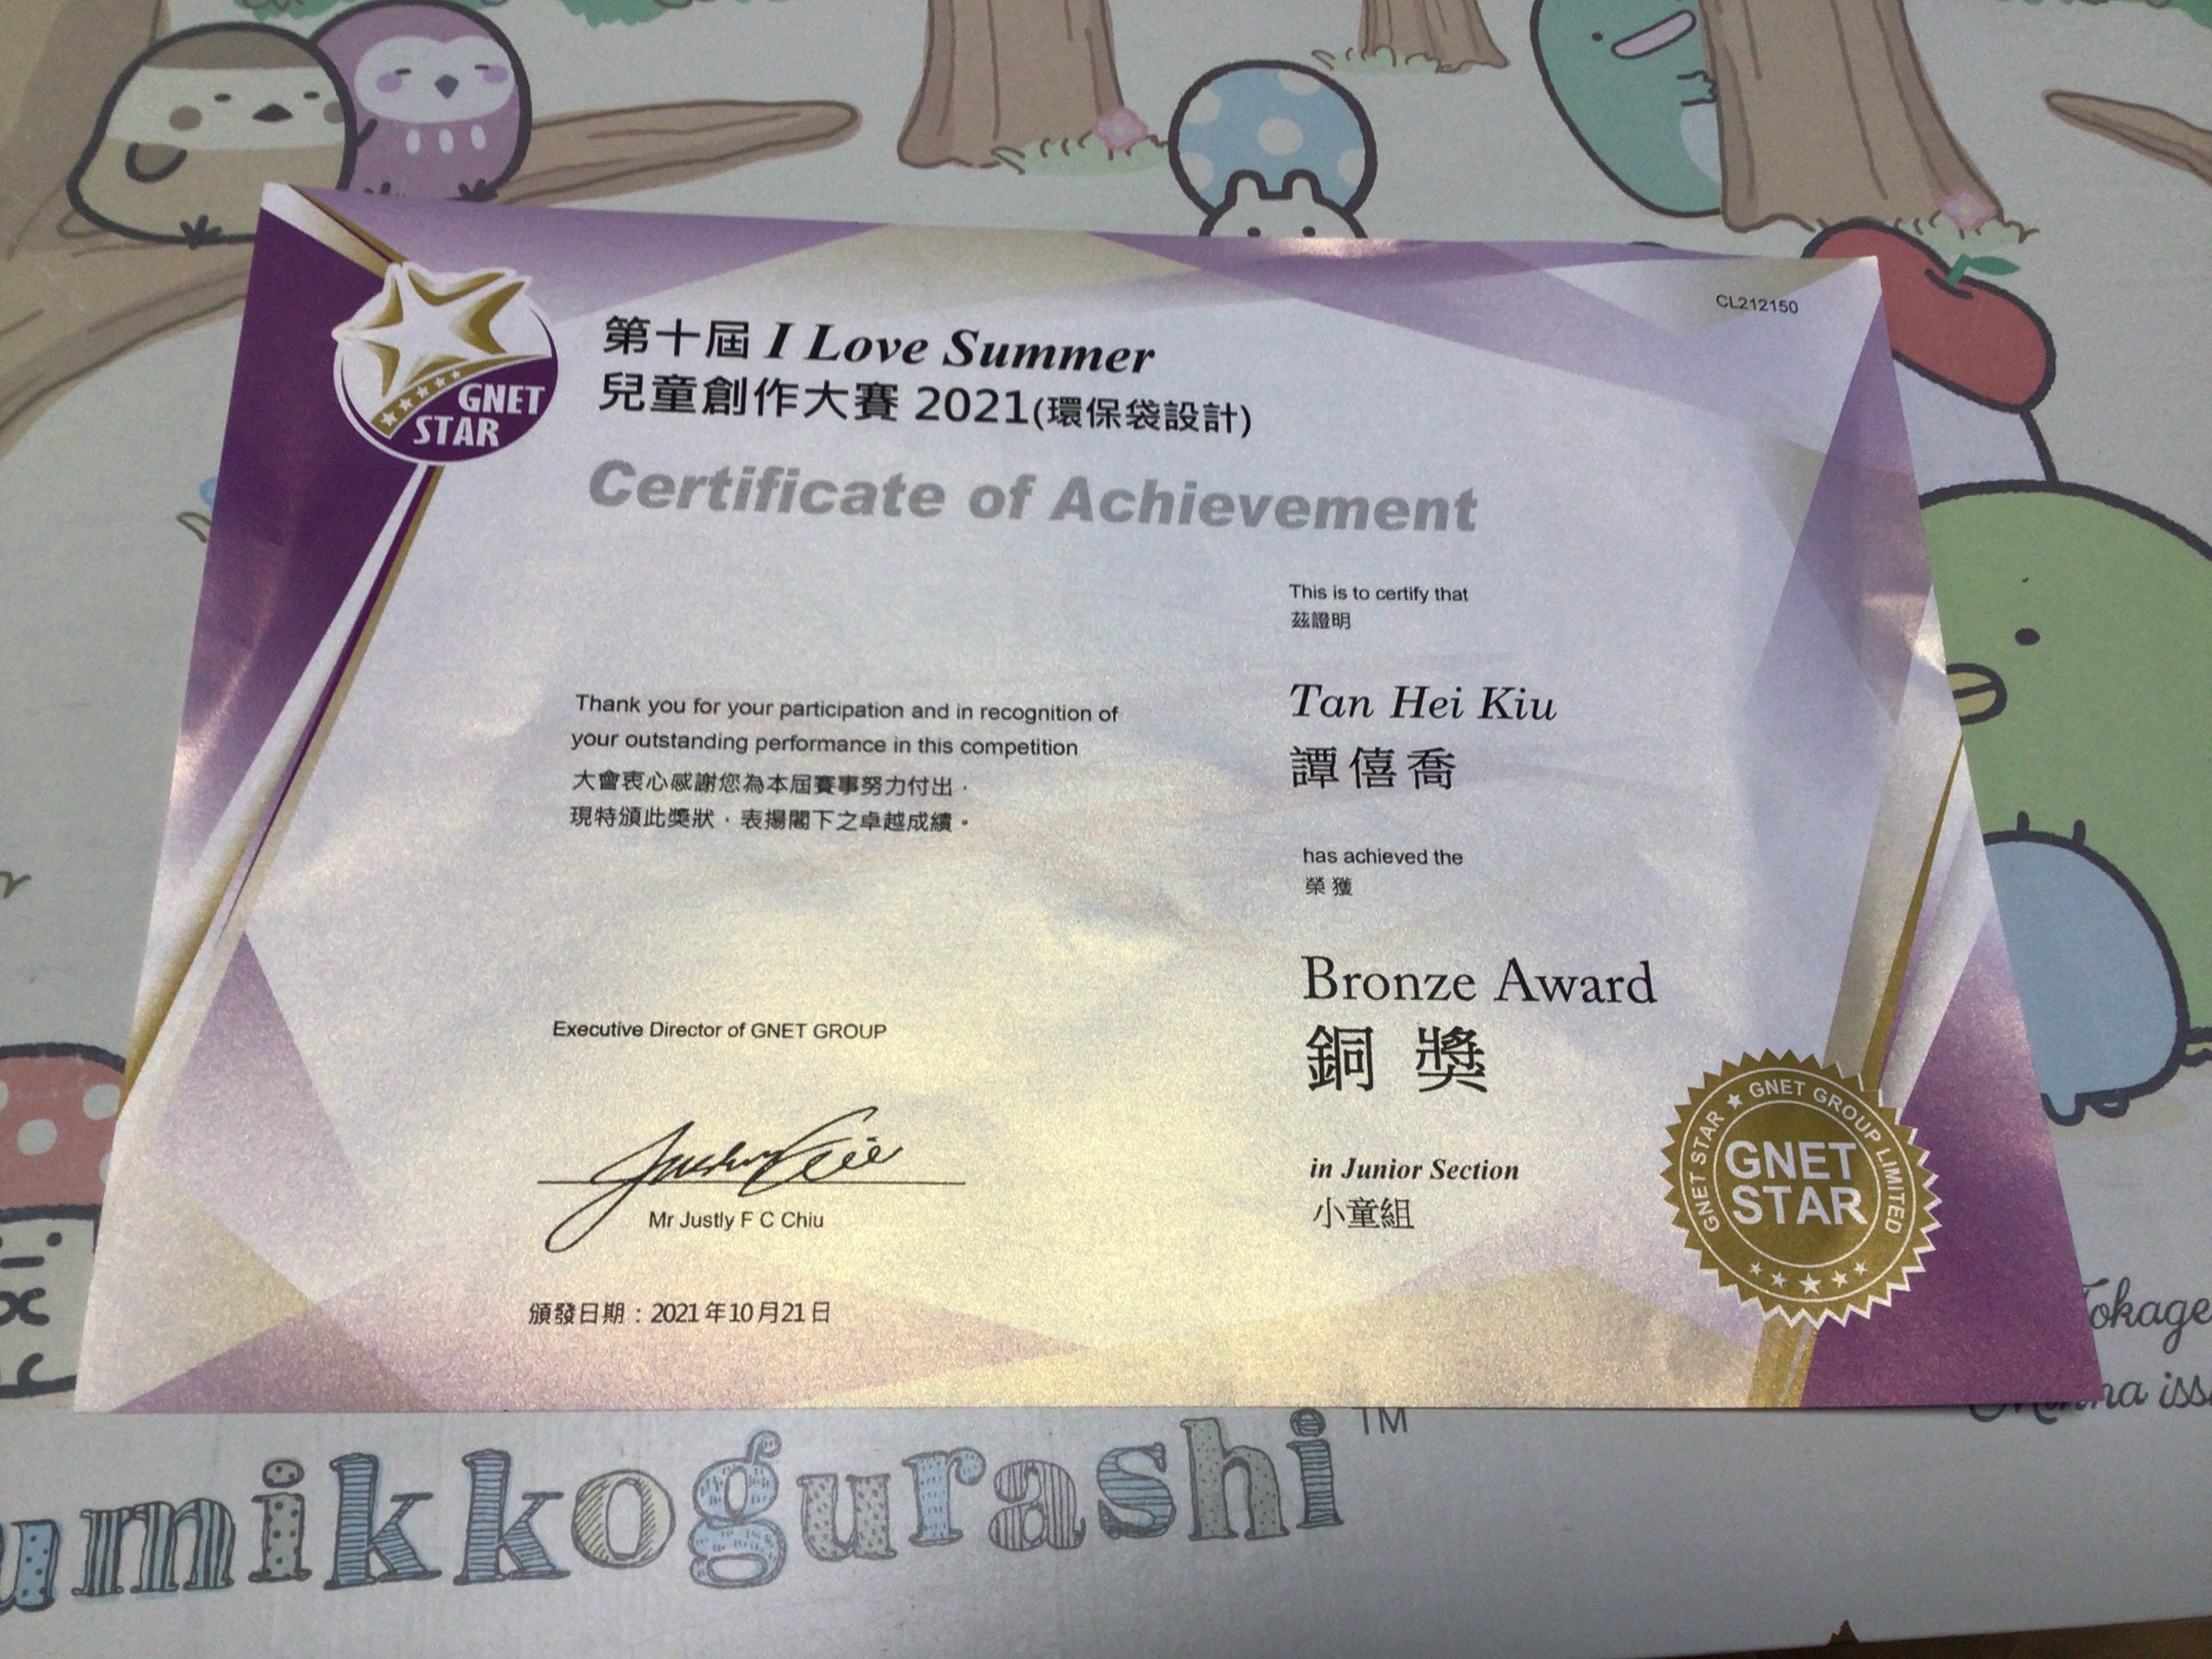 CL212150
GNET
STAR
第十屆 I Love Summer
兒童創作大賽 2021(環保袋設計)
Certificate of Achievement
This is to certify that
茲證明
Tan Hei Kiu
譚僖喬
Thank you for your participation and in recognition of
your outstanding performance in this competition
大會衷心感謝您為本屆賽事努力付出，
現特頒此獎狀，表揚閣下之卓越成績。
has achieved the
榮獲
Bronze Award
銅獎
in Junior Section
小童組
Executive Director of GNET GROUP
Mr Justly F C Chiu
頒發日期：2021年10月21日
GNET STAR ★ GNET GROUP LIMITED
GNET
STAR
Tokage
issh
umikkogurashi TM